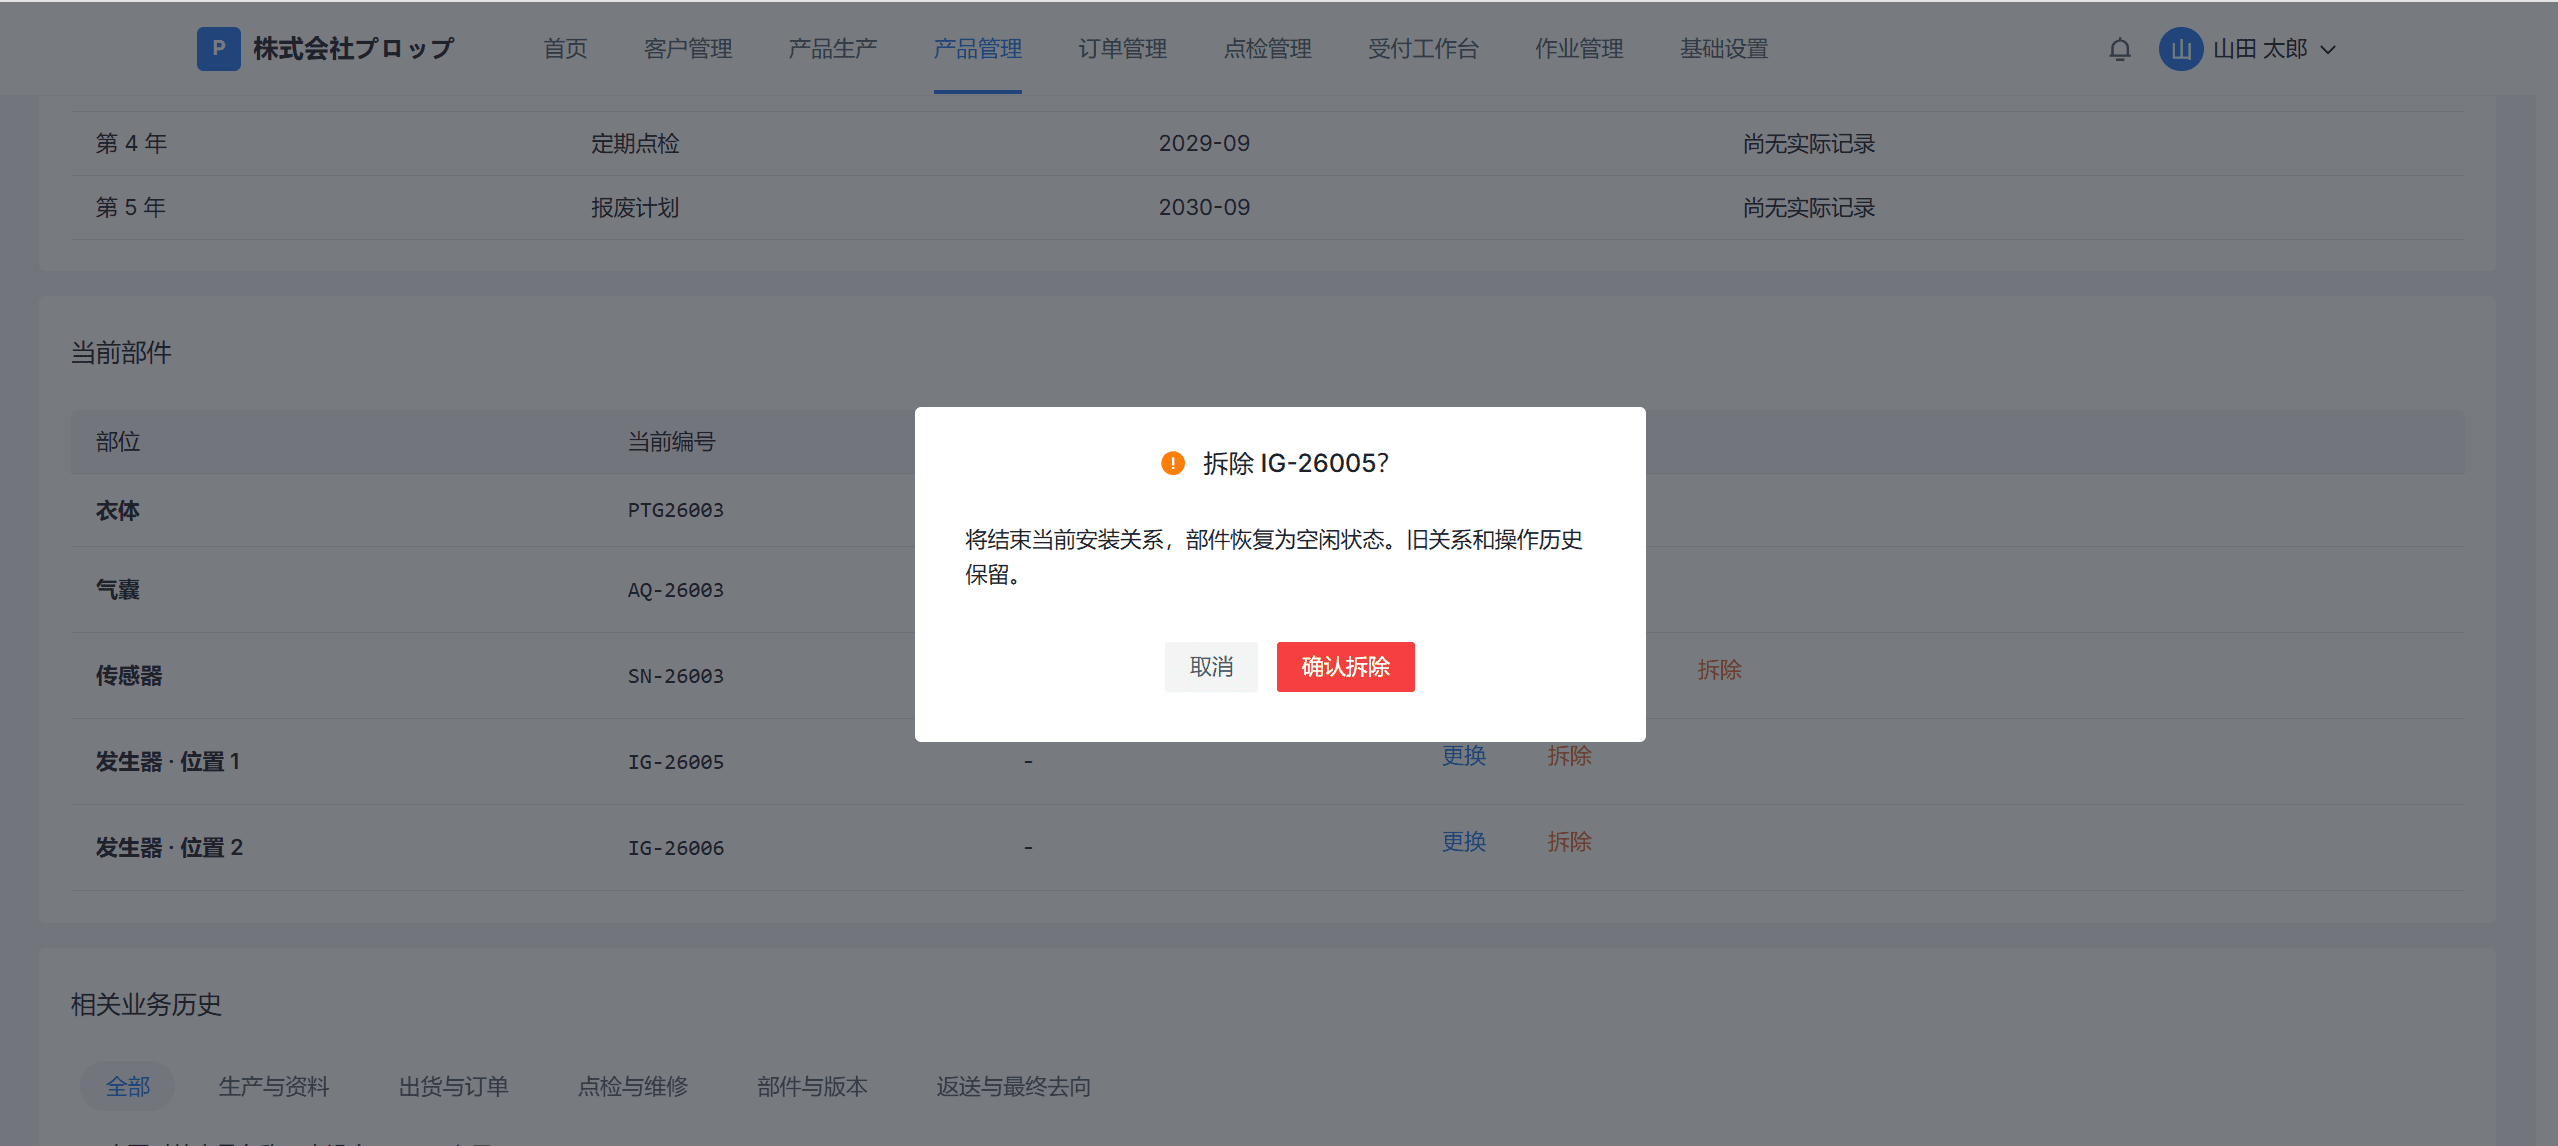 P 株式会社プロップ 首页 客户管理 产品生产 产品管理 订单管理 点检管理 受付工作台 作业管理 基础设置 山 山田 太郎
第 4 年 定期点检 2029-09 尚无实际记录
第 5 年 报废计划 2030-09 尚无实际记录
当前部件
部位 当前编号
衣体 PTG26003
气囊 AQ-26003
传感器 SN-26003 拆除
发生器 · 位置 1 IG-26005 - 更换 拆除
发生器 · 位置 2 IG-26006 - 更换 拆除
拆除 IG-26005?
将结束当前安装关系，部件恢复为空闲状态。旧关系和操作历史
保留。
取消 确认拆除
相关业务历史
全部 生产与资料 出货与订单 点检与维修 部件与版本 返送与最终去向